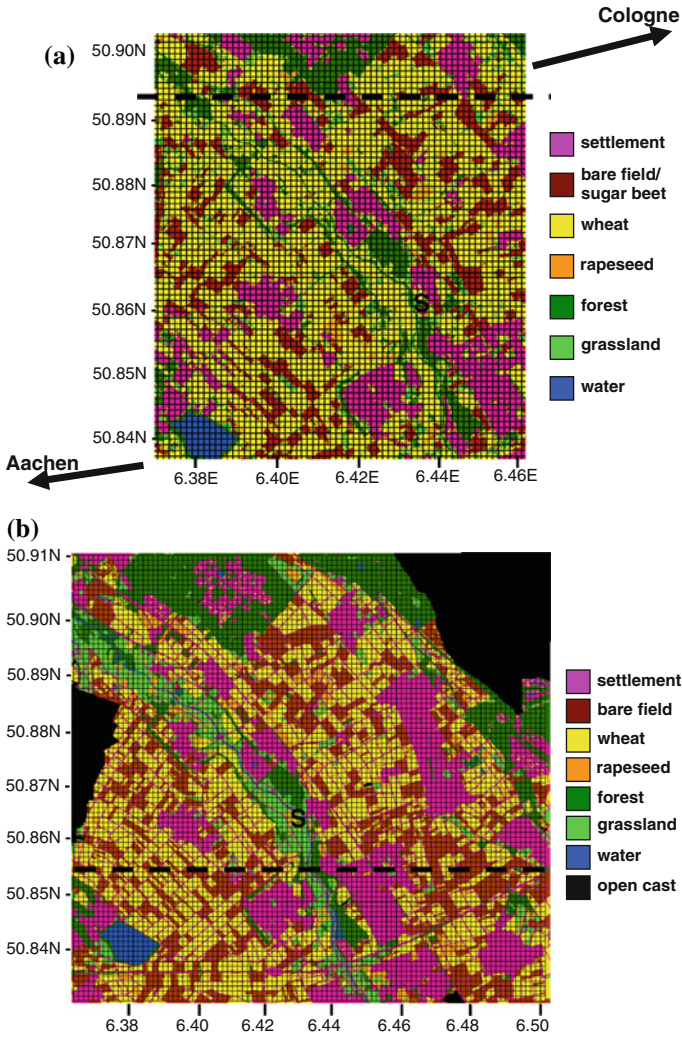 Cologne
(a)
50.90N
50.89N
50.88N
50.87N
50.86N
50.85N
50.84N
S
settlement
bare field/
sugar beet
wheat
rapeseed
forest
grassland
water
Aachen
6.38E 6.40E 6.42E 6.44E 6.46E
(b)
50.91N
50.90N
50.89N
50.88N
50.87N
50.86N
50.85N
50.84N
S
settlement
bare field
wheat
rapeseed
forest
grassland
water
open cast
6.38 6.40 6.42 6.44 6.46 6.48 6.50